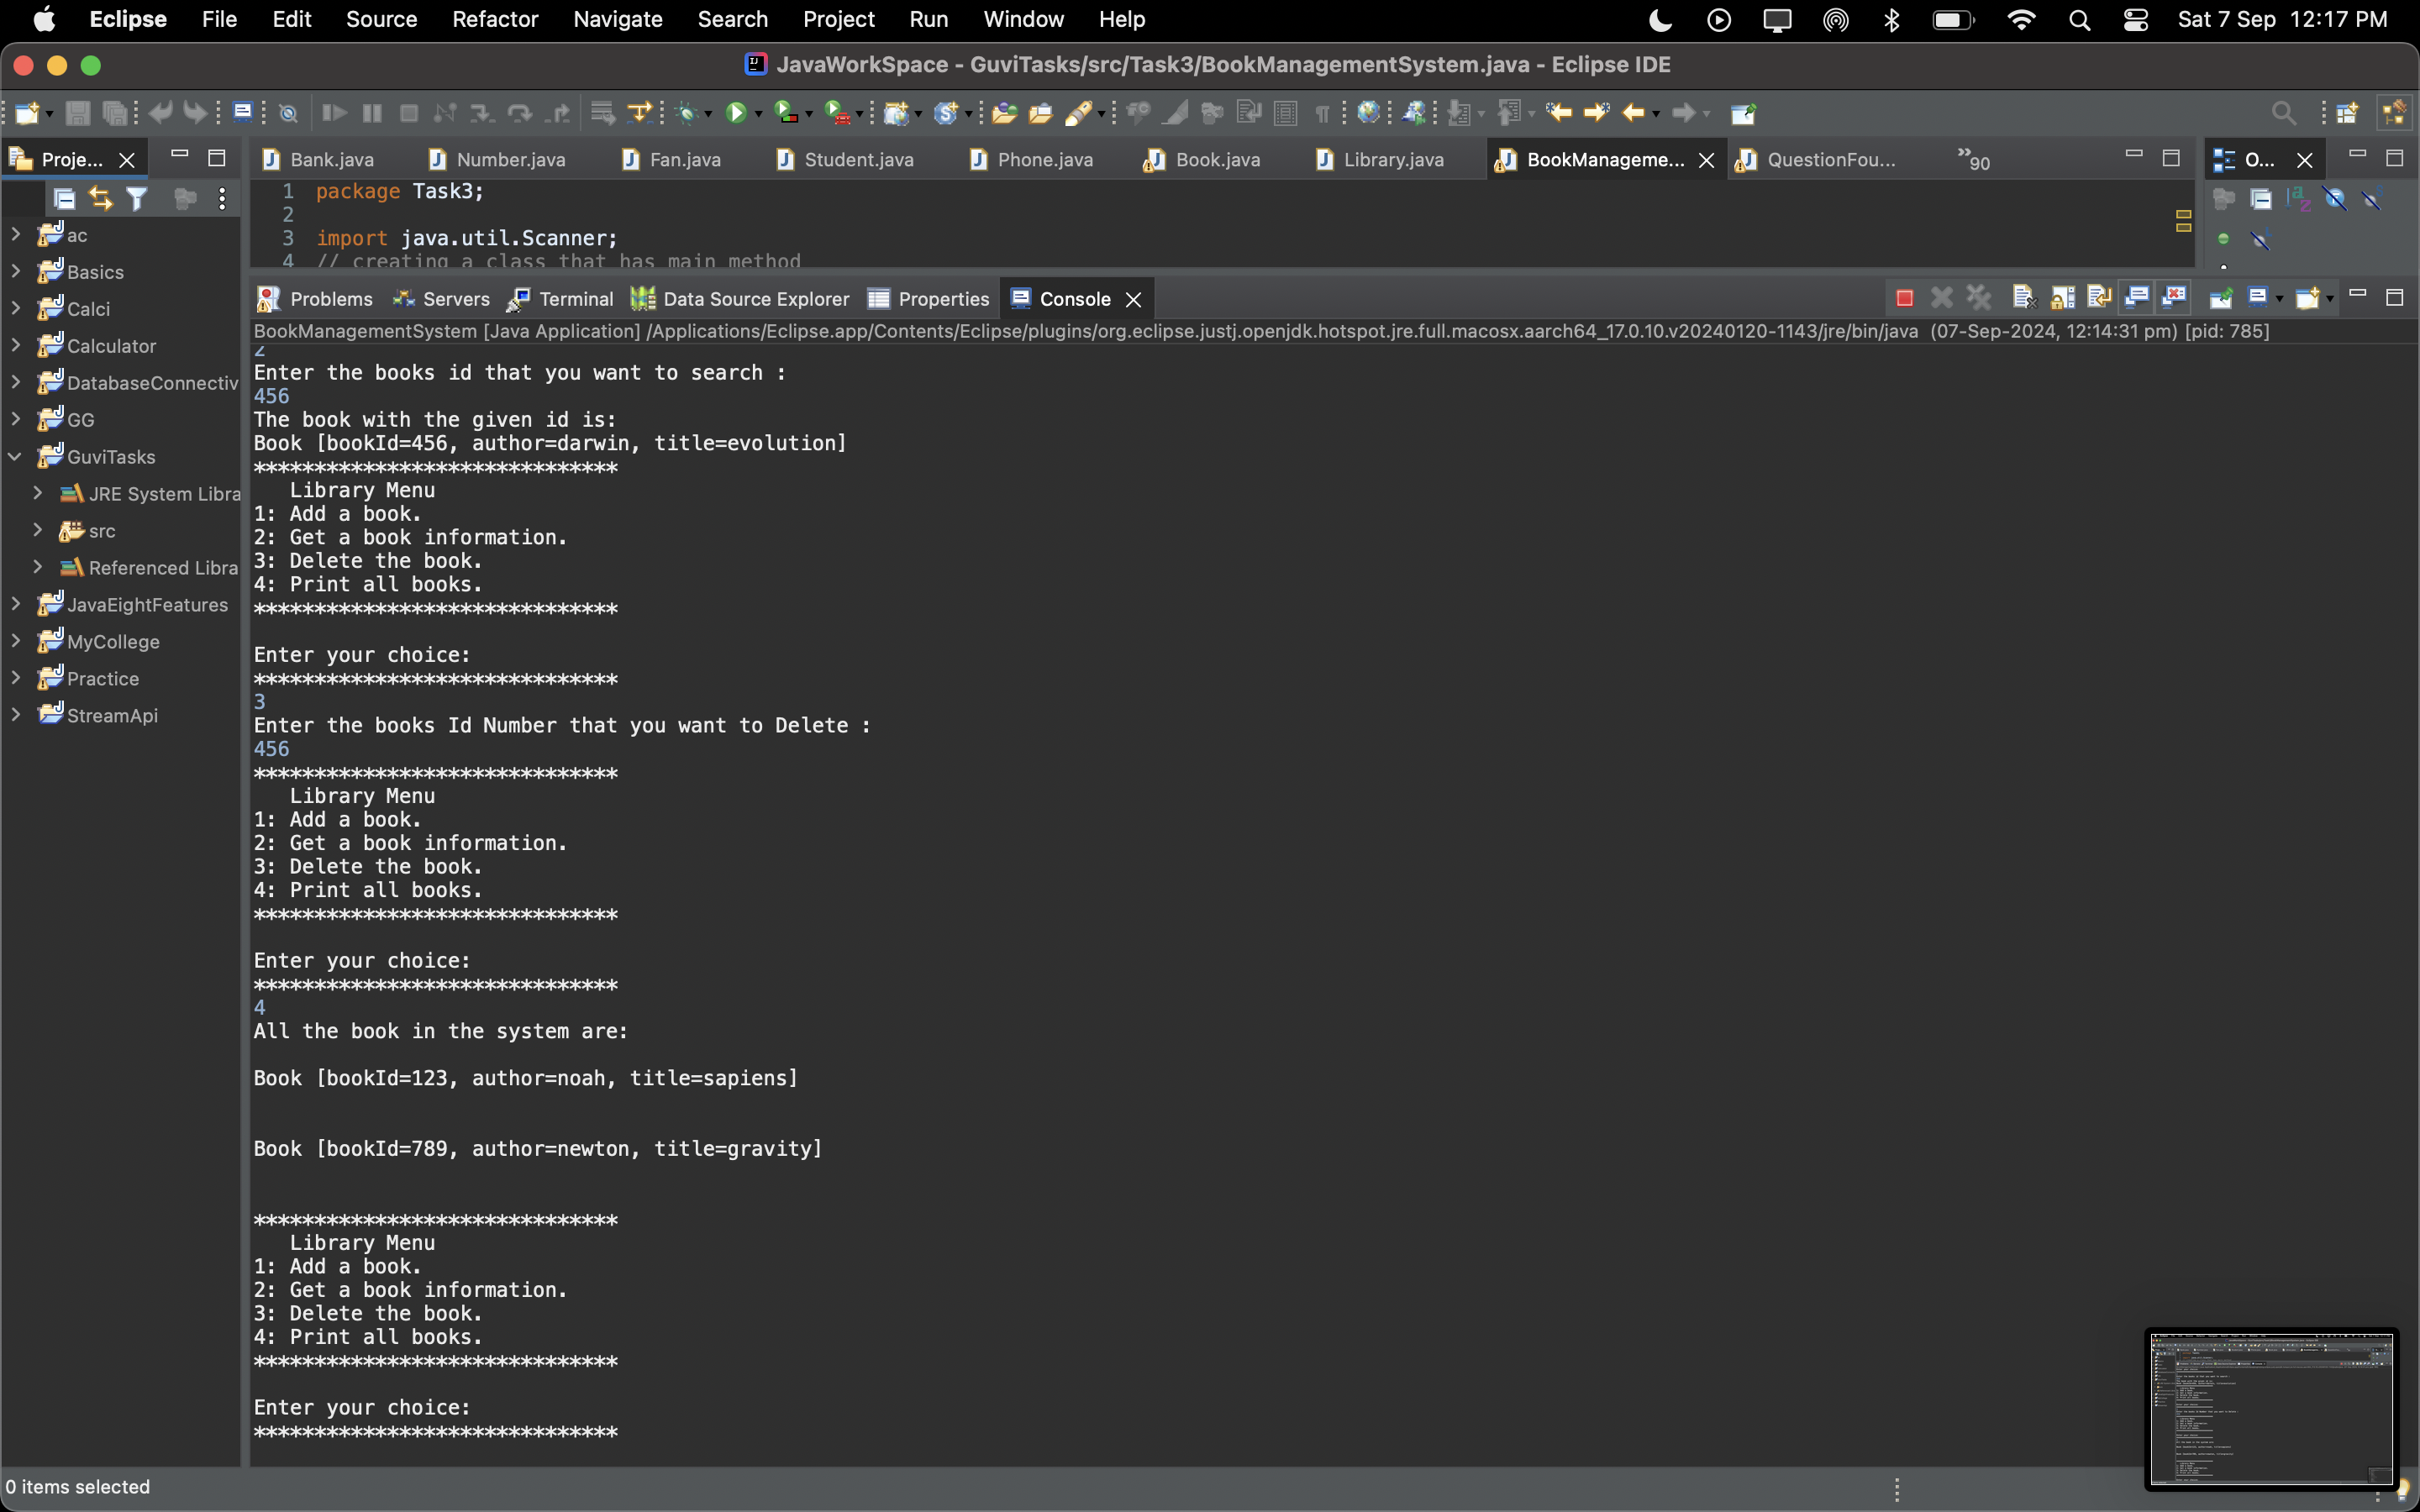 Eclipse File Edit Source Refactor Navigate Search Project Run Window Help Sat 7 Sep 12:17 PM
JavaWorkSpace - GuviTasks/src/Task3/BookManagementSystem.java - Eclipse IDE
Proje... Bank.java Number.java Fan.java Student.java Phone.java Book.java Library.java BookManageme... QuestionFou... »90 O...
1 package Task3;
2
3 import java.util.Scanner;
4 // creating a class that has main method
ac
Basics
Calci
Calculator
DatabaseConnectiv
GG
GuviTasks
JRE System Libra
src
Referenced Libra
JavaEightFeatures
MyCollege
Practice
StreamApi
Problems Servers Terminal Data Source Explorer Properties Console
BookManagementSystem [Java Application] /Applications/Eclipse.app/Contents/Eclipse/plugins/org.eclipse.justj.openjdk.hotspot.jre.full.macosx.aarch64_17.0.10.v20240120-1143/jre/bin/java (07-Sep-2024, 12:14:31 pm) [pid: 785]
2
Enter the books id that you want to search :
456
The book with the given id is:
Book [bookId=456, author=darwin, title=evolution]
******************************
Library Menu
1: Add a book.
2: Get a book information.
3: Delete the book.
4: Print all books.
******************************
Enter your choice:
******************************
3
Enter the books Id Number that you want to Delete :
456
******************************
Library Menu
1: Add a book.
2: Get a book information.
3: Delete the book.
4: Print all books.
******************************
Enter your choice:
******************************
4
All the book in the system are:
Book [bookId=123, author=noah, title=sapiens]
Book [bookId=789, author=newton, title=gravity]
******************************
Library Menu
1: Add a book.
2: Get a book information.
3: Delete the book.
4: Print all books.
******************************
Enter your choice:
******************************
0 items selected